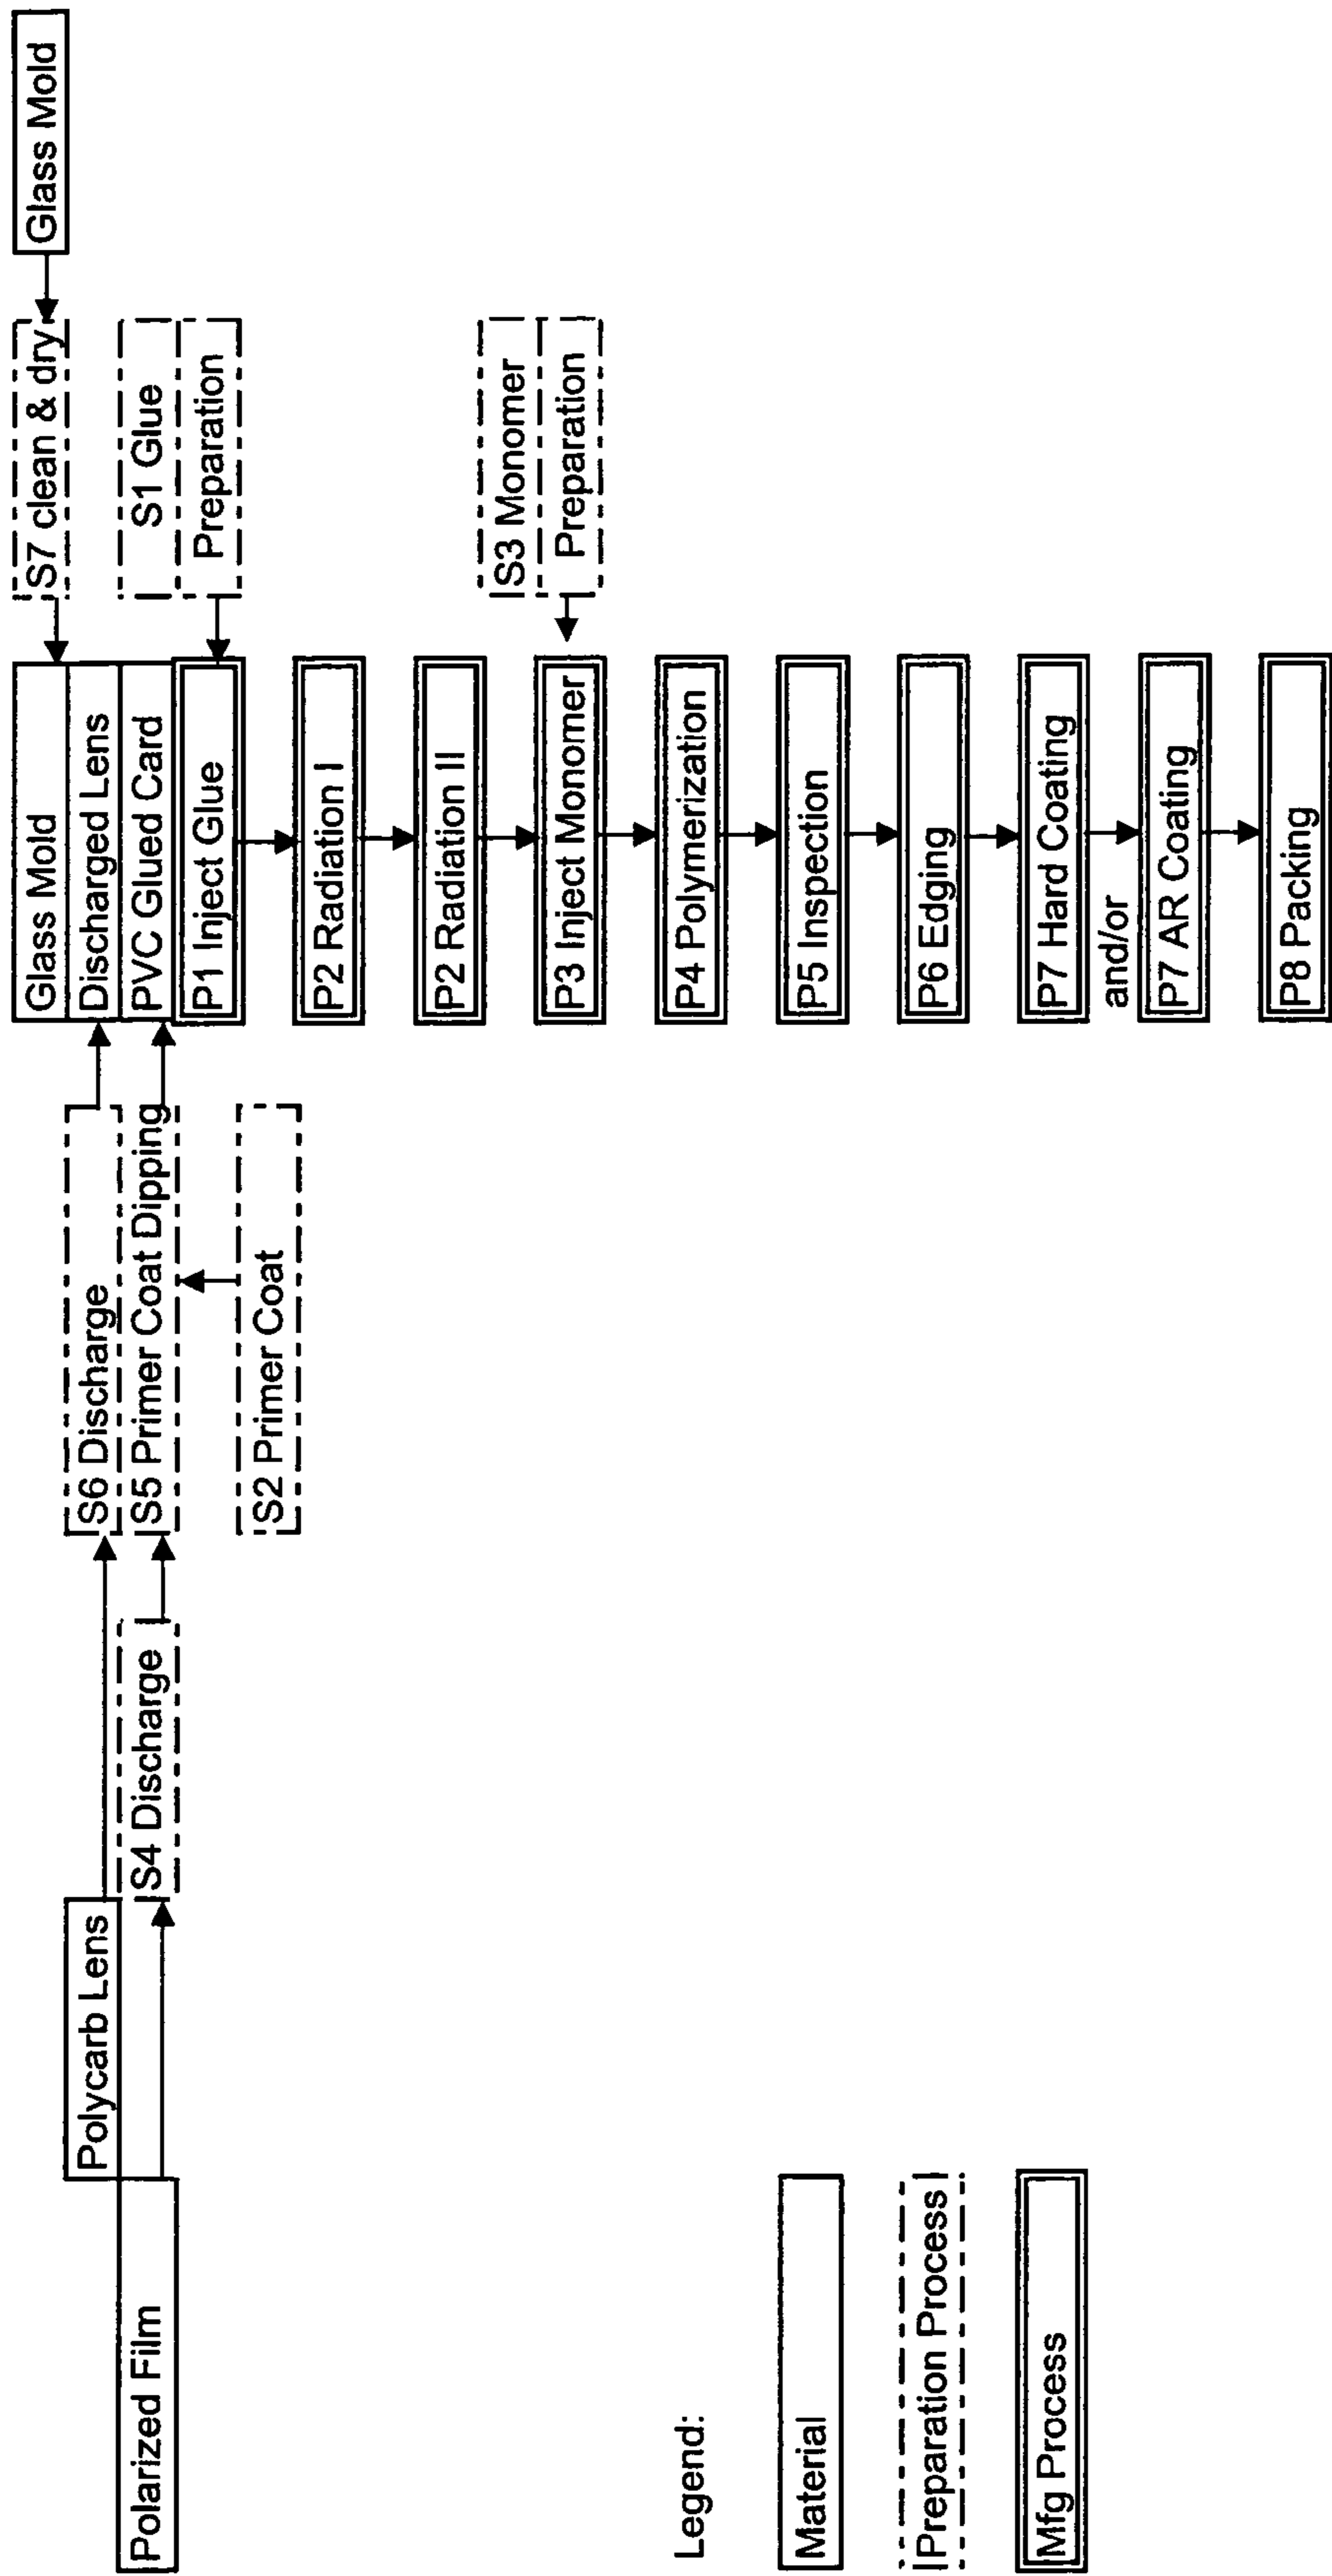 Glass Mold
S7 clean & dry
Glass Mold
Polycarb Lens
S6 Discharge
Discharged Lens
Polarized Film
S4 Discharge
S5 Primer Coat Dipping
PVC Glued Card
S1 Glue
Preparation
P1 Inject Glue
S2 Primer Coat
P2 Radiation I
P2 Radiation II
S3 Monomer
Preparation
P3 Inject Monomer
P4 Polymerization
P5 Inspection
P6 Edging
P7 Hard Coating
and/or
P7 AR Coating
P8 Packing
Legend:
Material
Preparation Process
Mfg Process